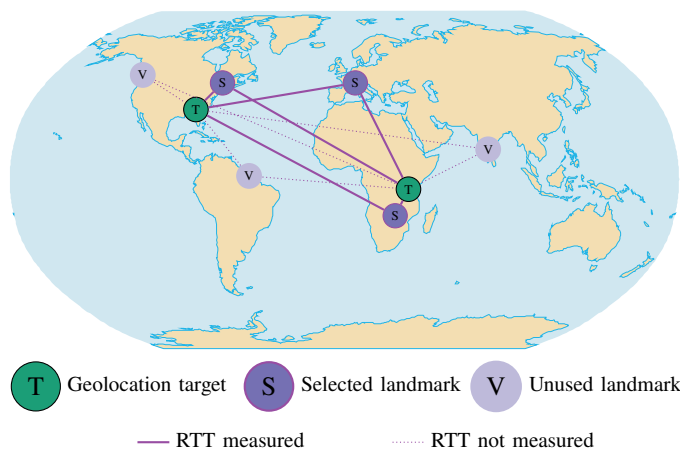 V
S
S
T
V
V
T
S
T Geolocation target S Selected landmark V Unused landmark
RTT measured RTT not measured